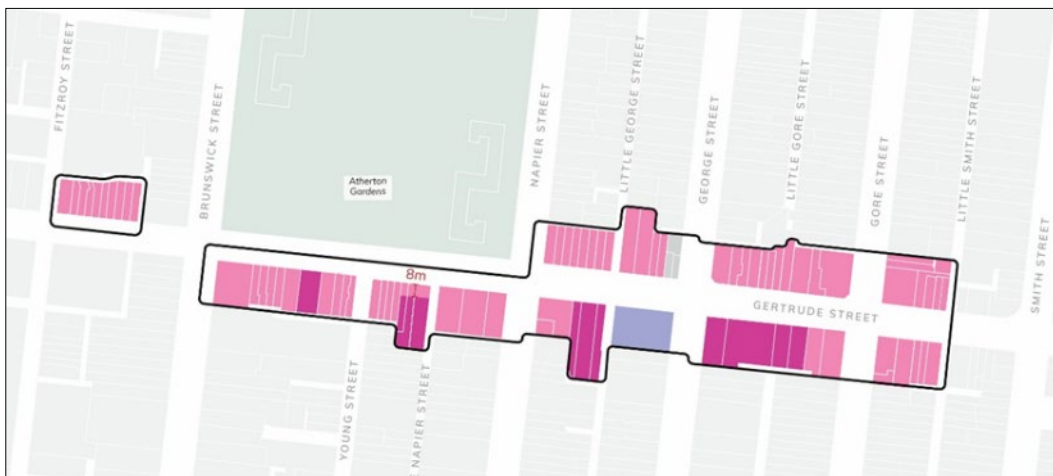 FITZROY STREET
BRUNSWICK STREET
Atherton
Gardens
NAPIER STREET
LITTLE GEORGE STREET
GEORGE STREET
LITTLE GORE STREET
GORE STREET
LITTLE SMITH STREET
SMITH STREET
8m
GERTRUDE STREET
YOUNG STREET
NAPIER STREET